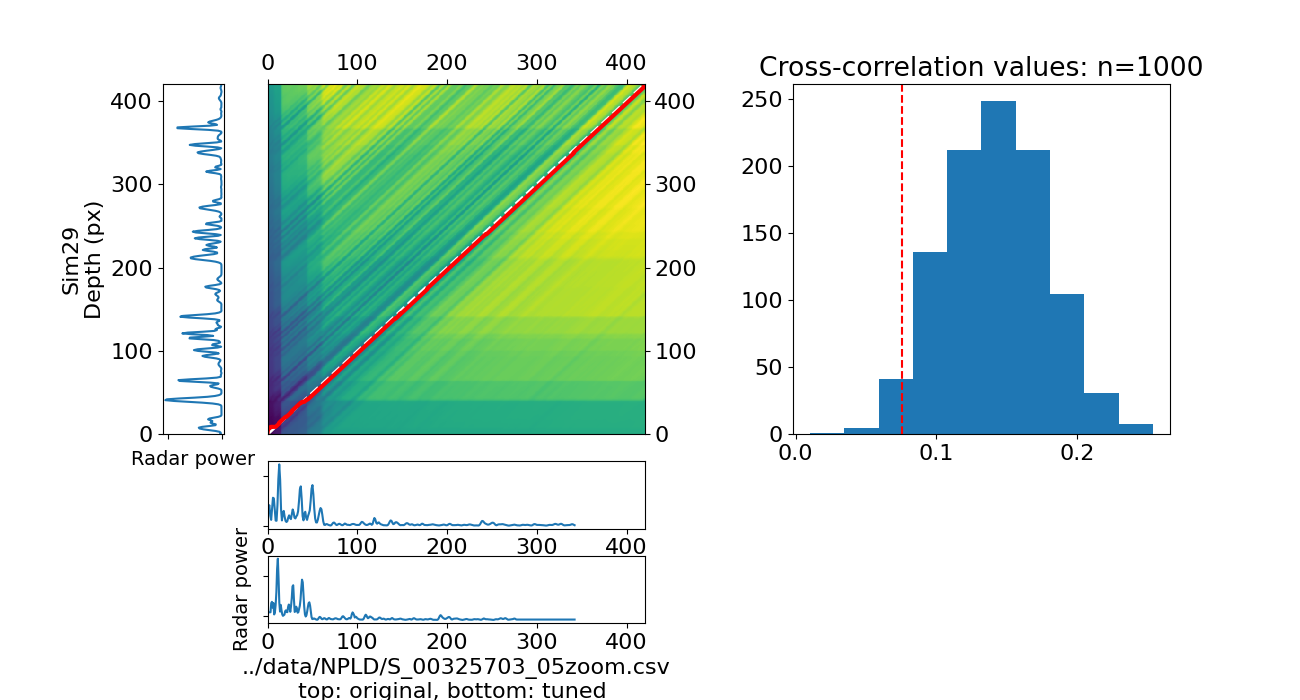 0 100 200 300 400
Cross-correlation values: n=1000
400
300
200
100
0
Sim29
Depth (px)
Radar power
400
300
200
100
0
250
200
150
100
50
0
0.0 0.1 0.2
0 100 200 300 400
Radar power
0 100 200 300 400
../data/NPLD/S_00325703_05zoom.csv
top: original, bottom: tuned